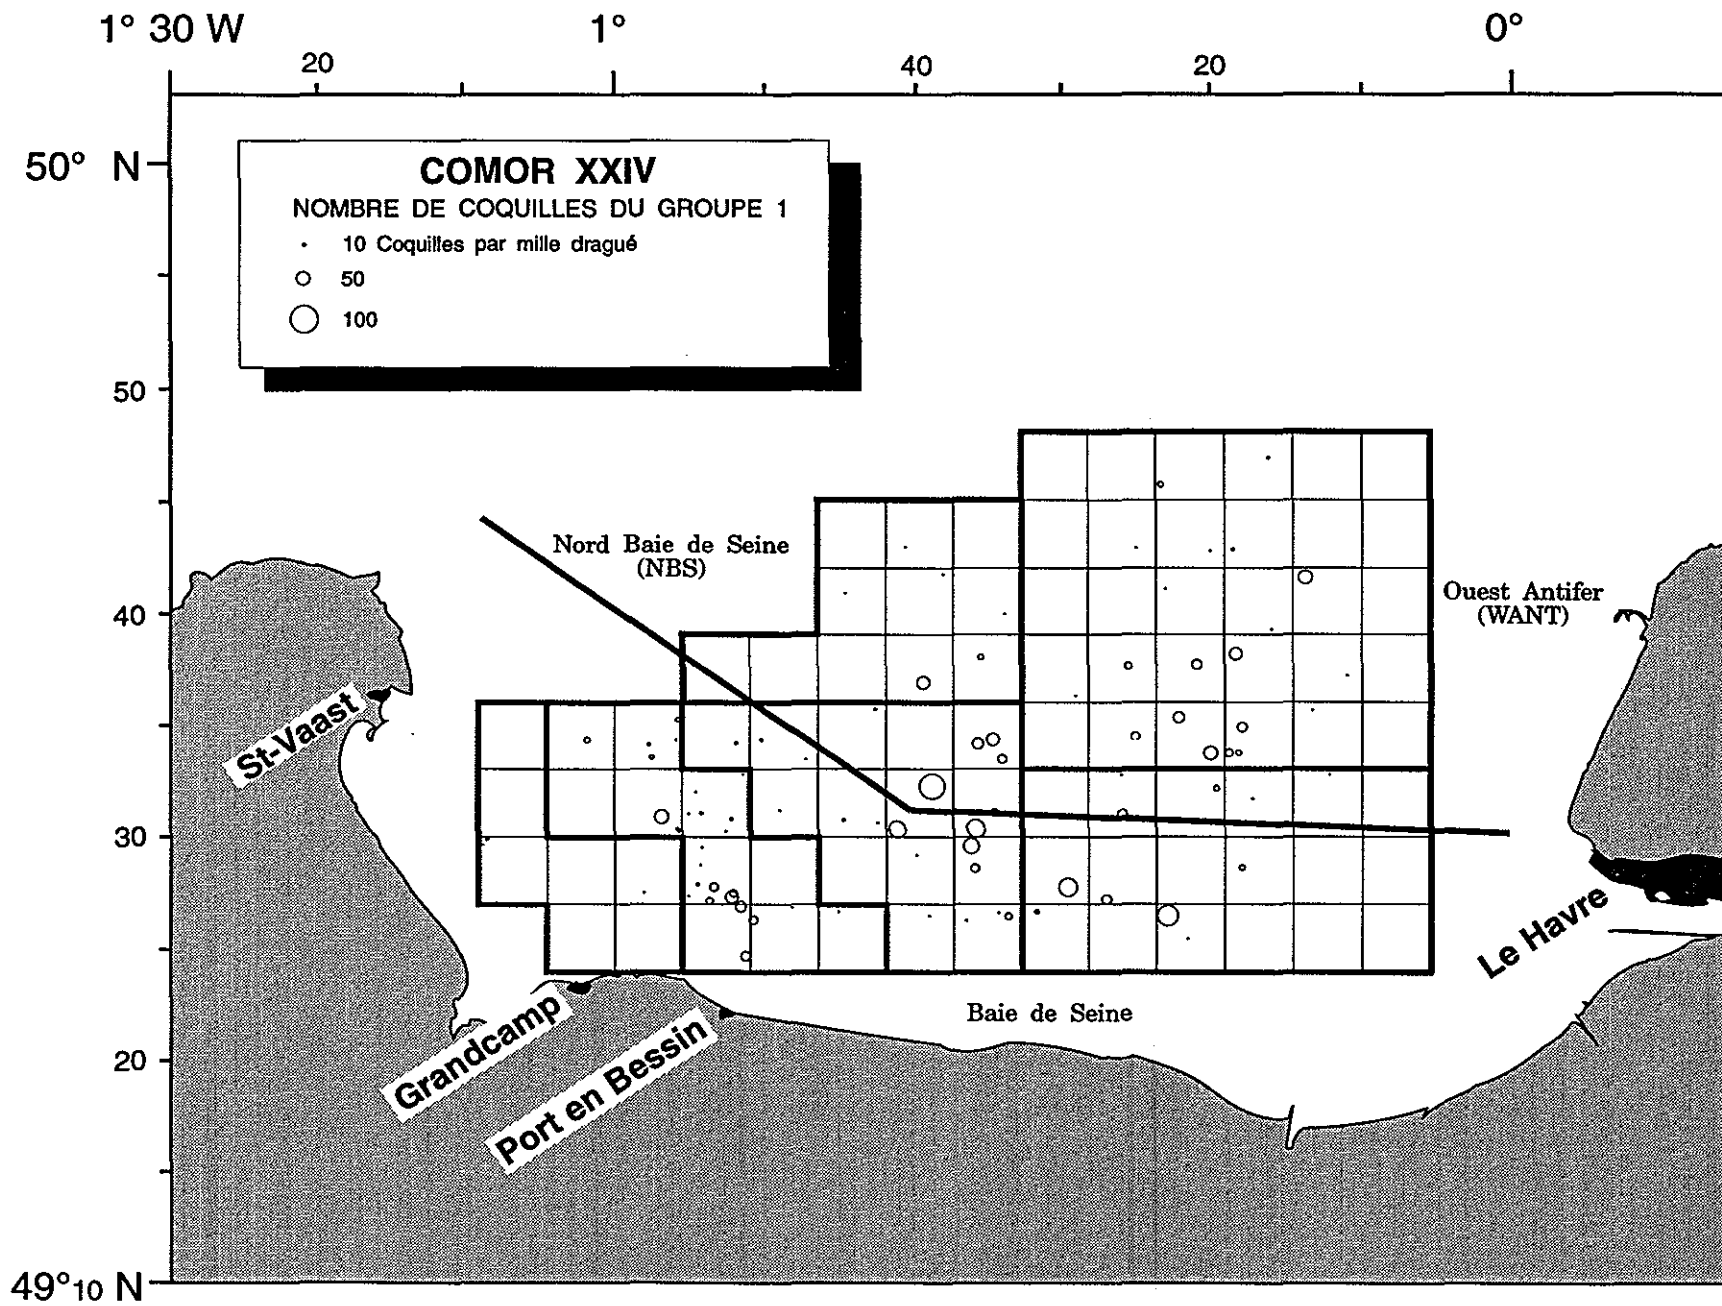 1° 30 W
1°
0°
20
40
20
50° N
COMOR XXIV
NOMBRE DE COQUILLES DU GROUPE 1
10 Coquilles par mille dragué
50
100
50
Nord Baie de Seine
(NBS)
Ouest Antifer
(WANT)
40
St-Vaast
30
Le Havre
Grandcamp
Baie de Seine
Port en Bessin
20
49°10 N